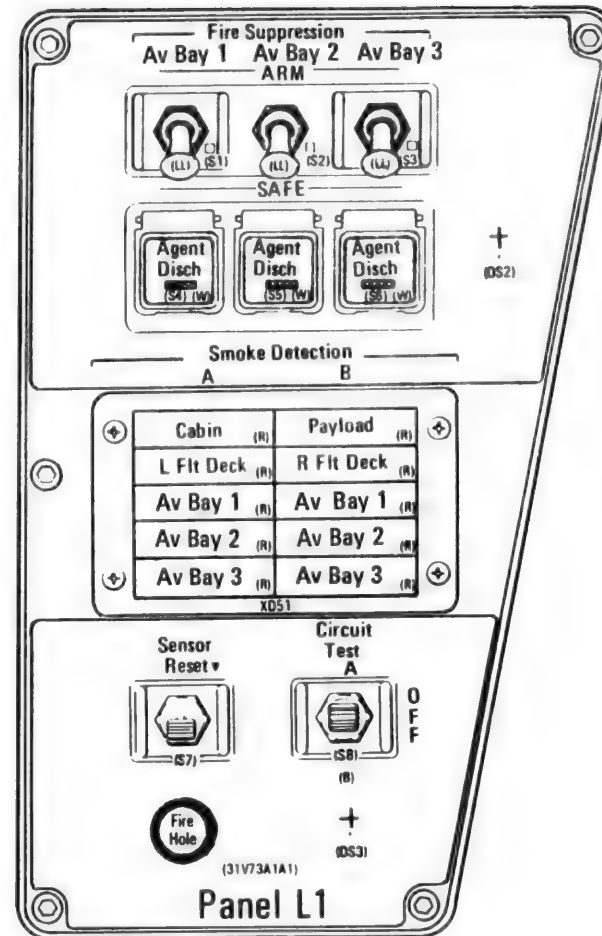 Fire Suppression
Av Bay 1 Av Bay 2 Av Bay 3
ARM
(LL) (S1) (LL) (S2) (LL) (S3)
SAFE
Agent Disch (S4) (W)
Agent Disch (S5) (W)
Agent Disch (S6) (W)
(DS2)
Smoke Detection
A B
Cabin (R) Payload (R)
L Flt Deck (R) R Flt Deck (R)
Av Bay 1 (R) Av Bay 1 (R)
Av Bay 2 (R) Av Bay 2 (R)
Av Bay 3 (R) Av Bay 3 (R)
XDS1
Sensor
Reset▼
(S7)
Circuit
Test
A
OFF
(S8)
(B)
Fire
Hole
(DS3)
(31V73A1A1)
Panel L1